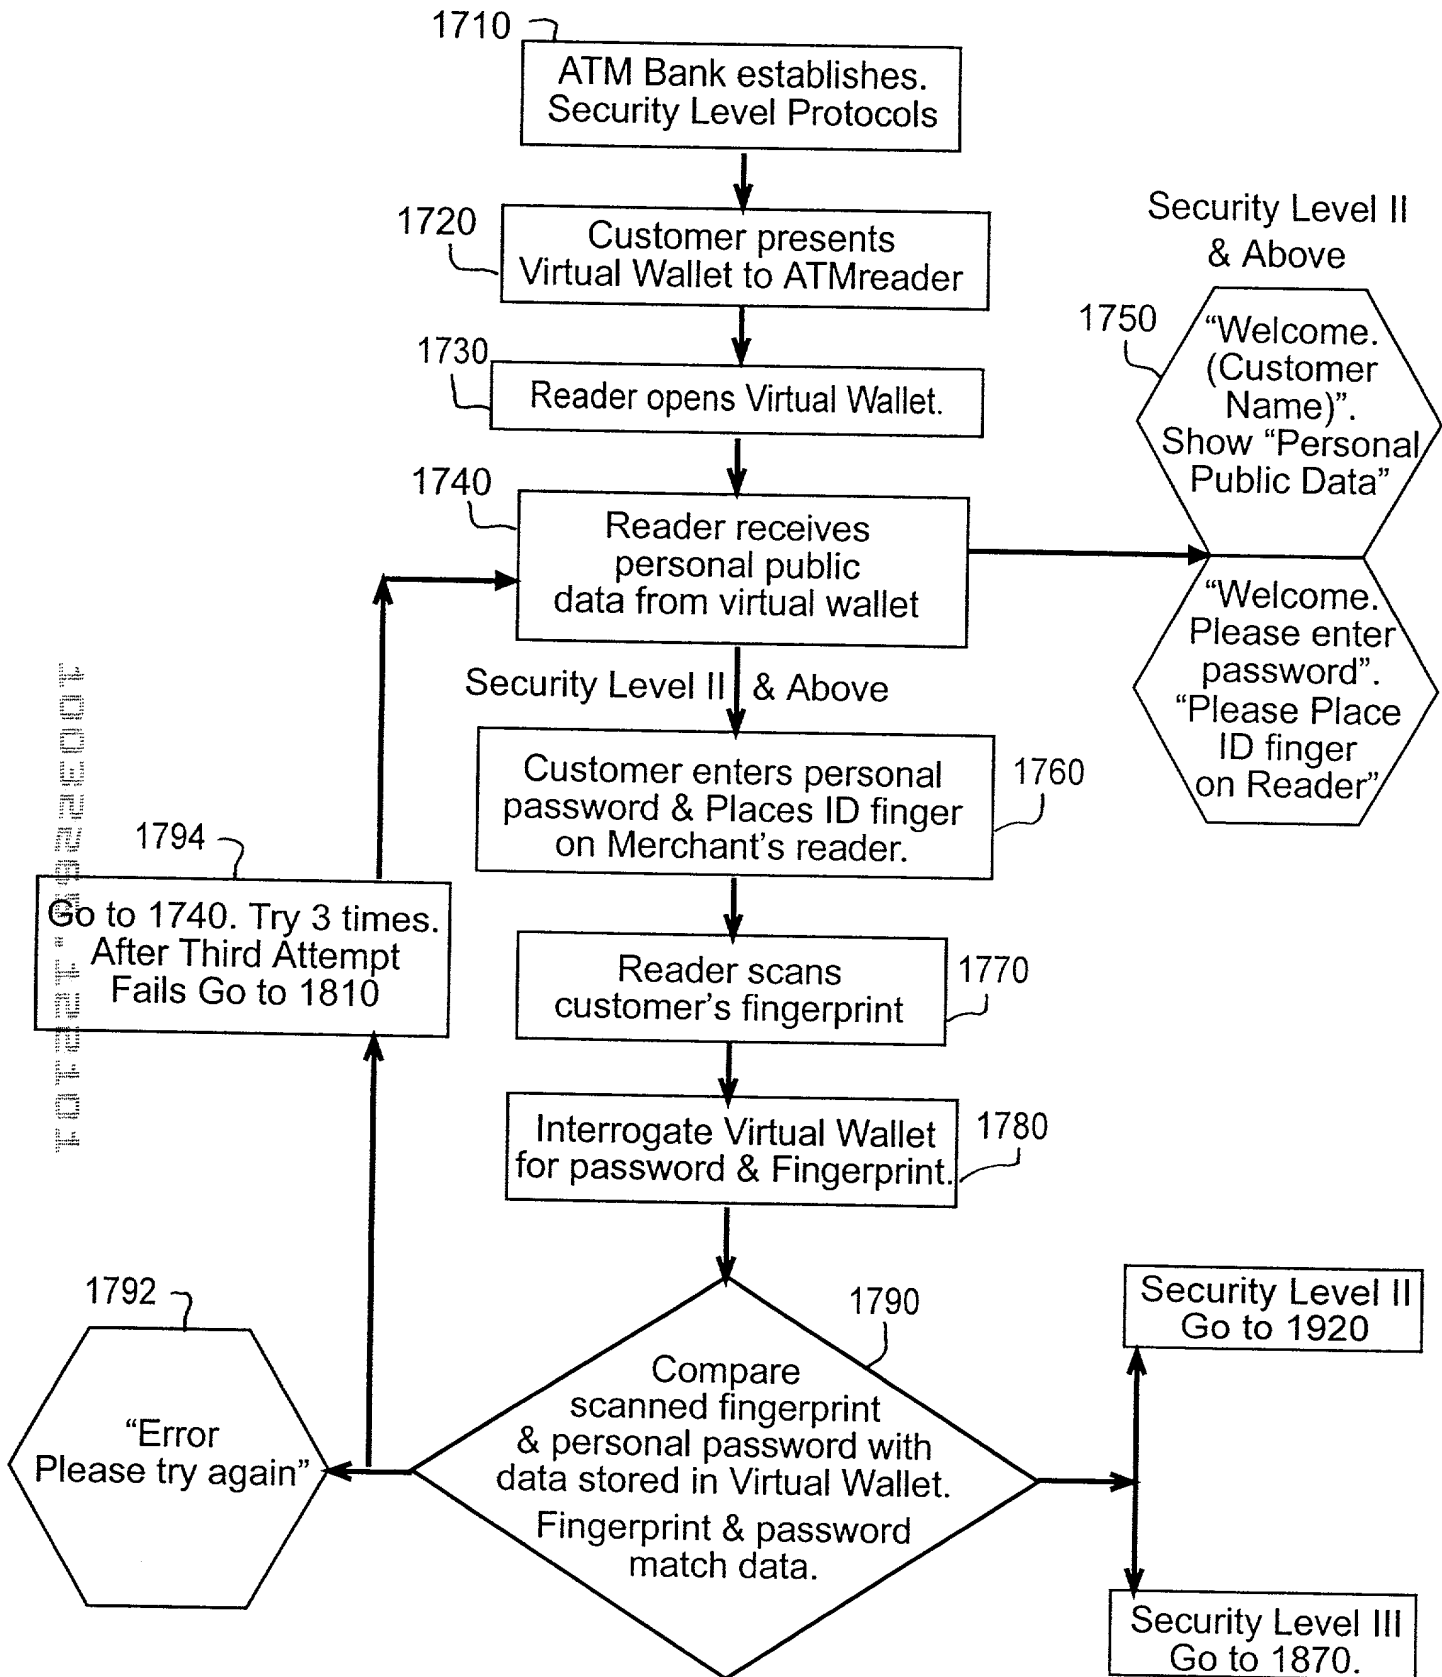 1710
ATM Bank establishes.
Security Level Protocols
1720
Customer presents
Virtual Wallet to ATMreader
1730
Reader opens Virtual Wallet.
1740
Reader receives
personal public
data from virtual wallet
Security Level II
& Above
1750
“Welcome.
(Customer
Name)”.
Show “Personal
Public Data”
“Welcome.
Please enter
password”.
“Please Place
ID finger
on Reader”
Security Level II & Above
Customer enters personal
password & Places ID finger
on Merchant’s reader.
1760
1794
Go to 1740. Try 3 times.
After Third Attempt
Fails Go to 1810
Reader scans
customer’s fingerprint
1770
Interrogate Virtual Wallet
for password & Fingerprint.
1780
1792
“Error
Please try again”
1790
Compare
scanned fingerprint
& personal password with
data stored in Virtual Wallet.
Fingerprint & password
match data.
Security Level II
Go to 1920
Security Level III
Go to 1870.